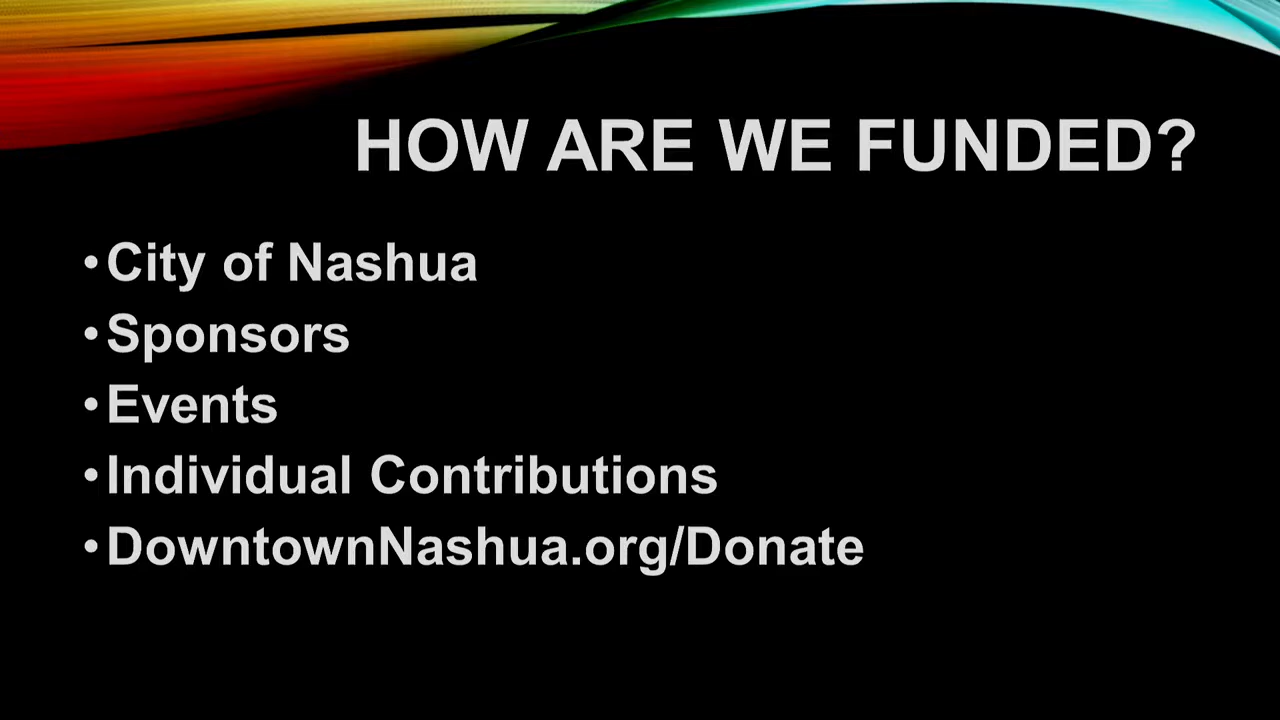 HOW ARE WE FUNDED?
•City of Nashua
•Sponsors
•Events
•Individual Contributions
•DowntownNashua.org/Donate